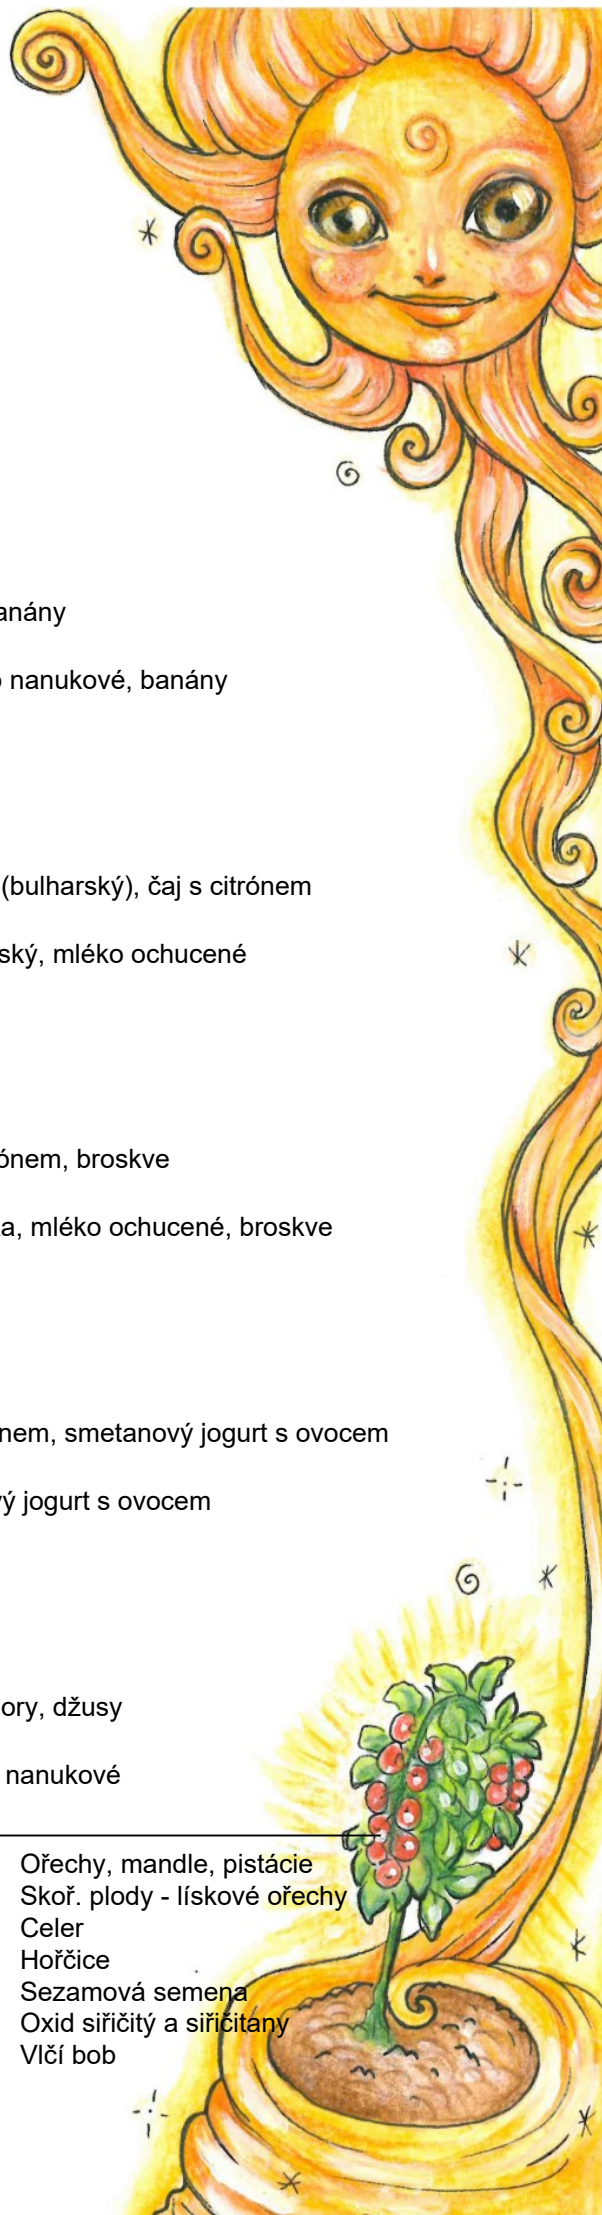 anány
o nanukové, banány
(bulharský), čaj s citrónem
ský, mléko ochucené
ónem, broskve
a, mléko ochucené, broskve
nem, smetanový jogurt s ovocem
vý jogurt s ovocem
ory, džusy
nanukové
Ořechy, mandle, pistácie
Skoř. plody - lískové ořechy
Celer
Hořčice
Sezamová semena
Oxid siřičitý a siřičitany
Vlčí bob